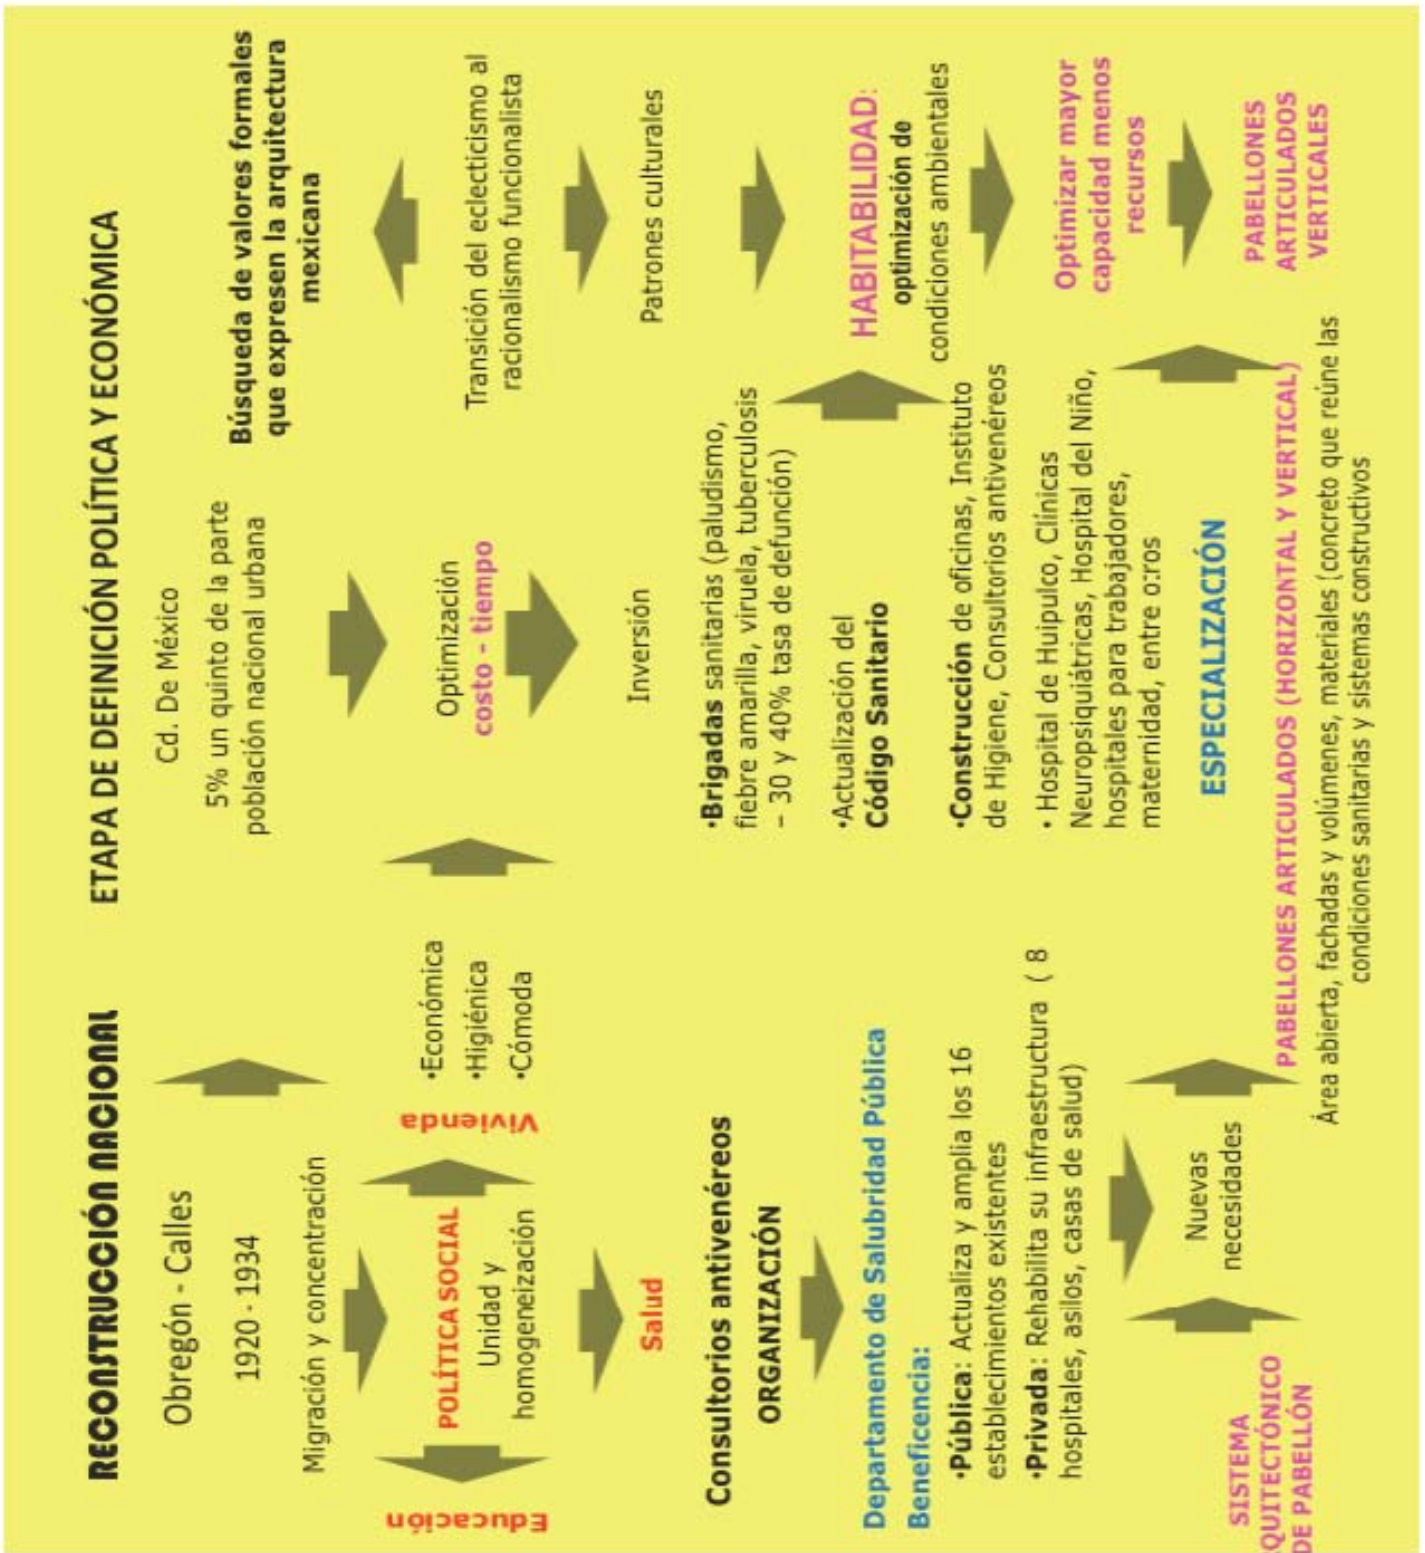 RECONSTRUCCIÓN NACIONAL
ETAPA DE DEFINICIÓN POLÍTICA Y ECONÓMICA
Obregón - Calles
1920 - 1934
Migración y concentración
POLÍTICA SOCIAL
Unidad y
homogeneización
Educación
Vivienda
•Económica
•Higiénica
•Cómoda
Salud
Consultorios antivenéreos
ORGANIZACIÓN
Departamento de Salubridad Pública
Beneficencia:
•Pública: Actualiza y amplia los 16
establecimientos existentes
•Privada: Rehabilita su infraestructura ( 8
hospitales, asilos, casas de salud)
Nuevas
necesidades
SISTEMA
QUITECTÓNICO
DE PABELLÓN
Cd. De México
5% un quinto de la parte
población nacional urbana
Optimización
costo - tiempo
Inversión
•Brigadas sanitarias (paludismo,
fiebre amarilla, viruela, tuberculosis
– 30 y 40% tasa de defunción)
•Actualización del
Código Sanitario
•Construcción de oficinas, Instituto
de Higiene, Consultorios antivenéreos
• Hospital de Huipulco, Clínicas
Neuropsiquiátricas, Hospital del Niño,
hospitales para trabajadores,
maternidad, entre otros
ESPECIALIZACIÓN
PABELLONES ARTICULADOS (HORIZONTAL Y VERTICAL)
Área abierta, fachadas y volúmenes, materiales (concreto que reúne las
condiciones sanitarias y sistemas constructivos
Búsqueda de valores formales
que expresen la arquitectura
mexicana
Transición del eclecticismo al
racionalismo funcionalista
Patrones culturales
HABITABILIDAD:
optimización de
condiciones ambientales
Optimizar mayor
capacidad menos
recursos
PABELLONES
ARTICULADOS
VERTICALES